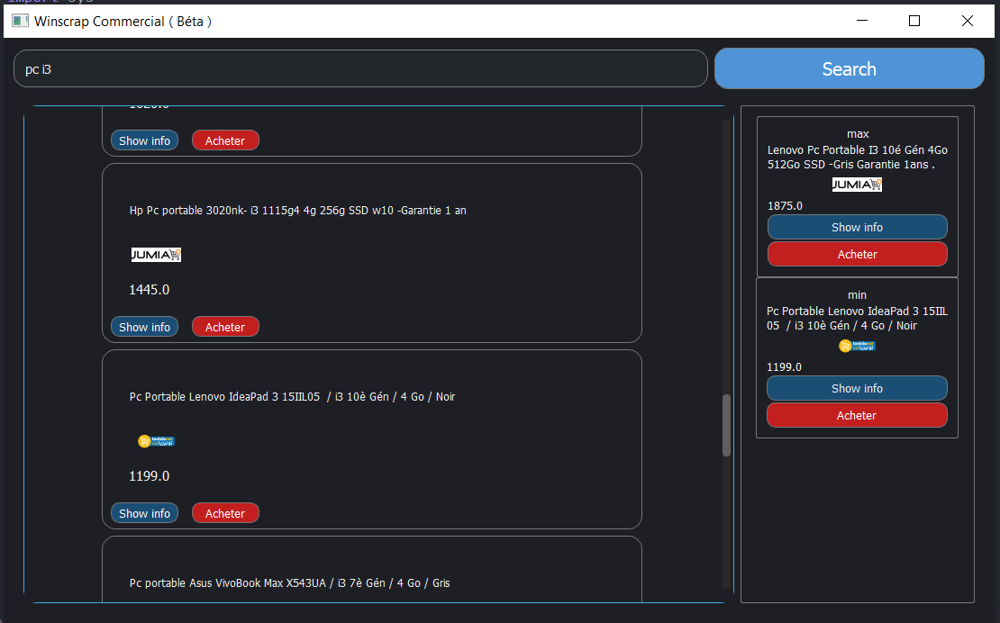 Winscrap Commercial ( Béta )
pc i3
Search
Show info
Acheter
Hp Pc portable 3020nk- i3 1115g4 4g 256g SSD w10 -Garantie 1 an
JUMIA
1445.0
Show info
Acheter
Pc Portable Lenovo IdeaPad 3 15IIL05 / i3 10è Gén / 4 Go / Noir
1199.0
Show info
Acheter
Pc portable Asus VivoBook Max X543UA / i3 7è Gén / 4 Go / Gris
max
Lenovo Pc Portable I3 10é Gén 4Go
512Go SSD -Gris Garantie 1ans .
JUMIA
1875.0
Show info
Acheter
min
Pc Portable Lenovo IdeaPad 3 15IIL
05 / i3 10è Gén / 4 Go / Noir
1199.0
Show info
Acheter